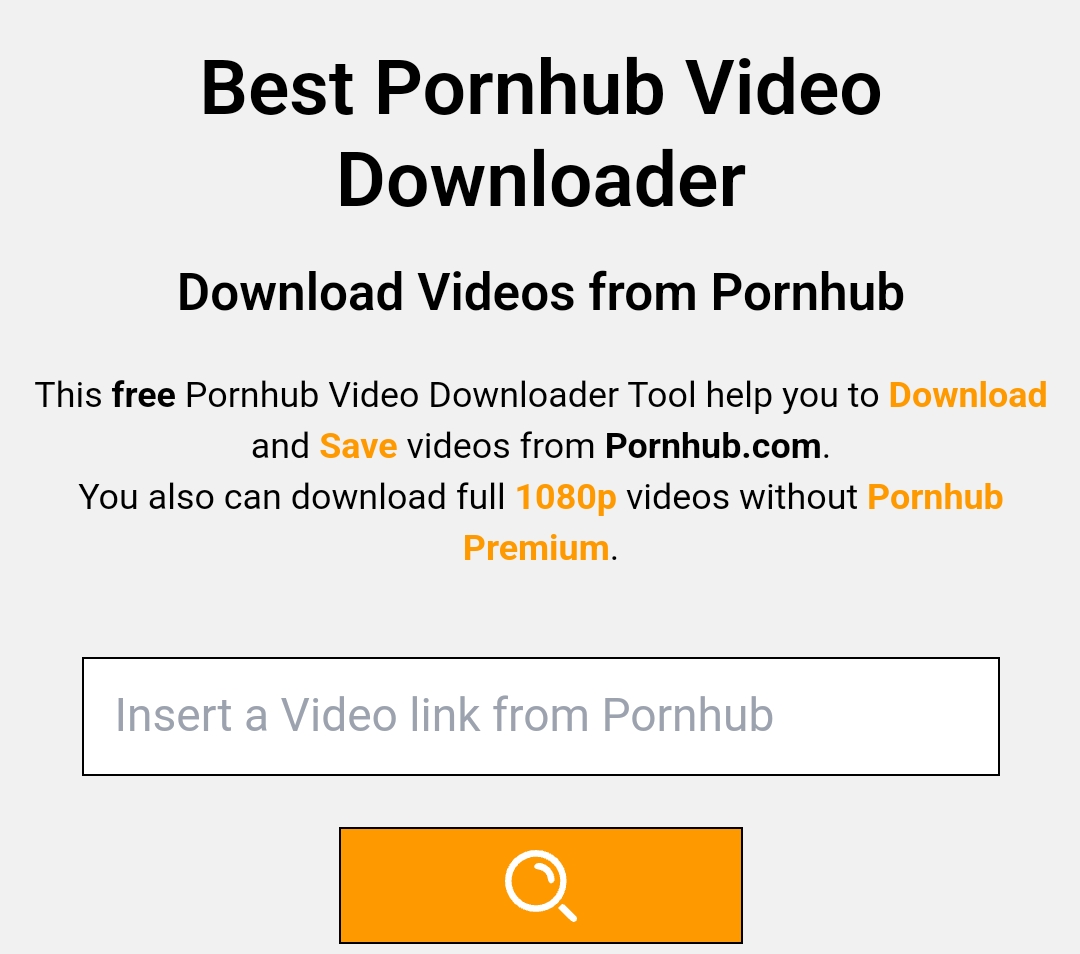 Best Pornhub Video
Downloader
Download Videos from Pornhub
This free Pornhub Video Downloader Tool help you to Download
and Save videos from Pornhub.com.
You also can download full 1080p videos without Pornhub
Premium.
Insert a Video link from Pornhub